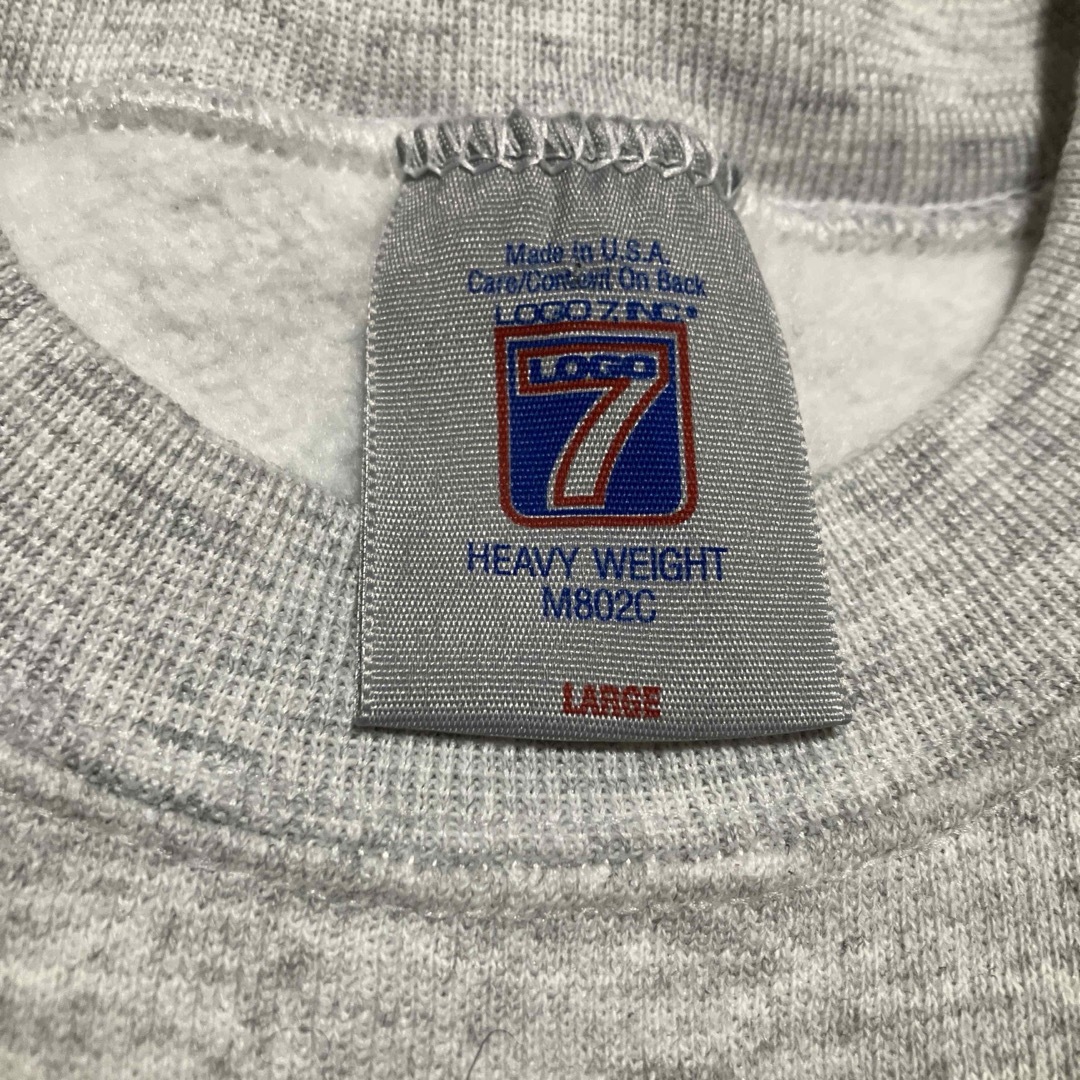 Made in U.S.A.
Care/Content On Back
LOGO 7, INC.
LOGO
7
HEAVY WEIGHT
M802C
LARGE